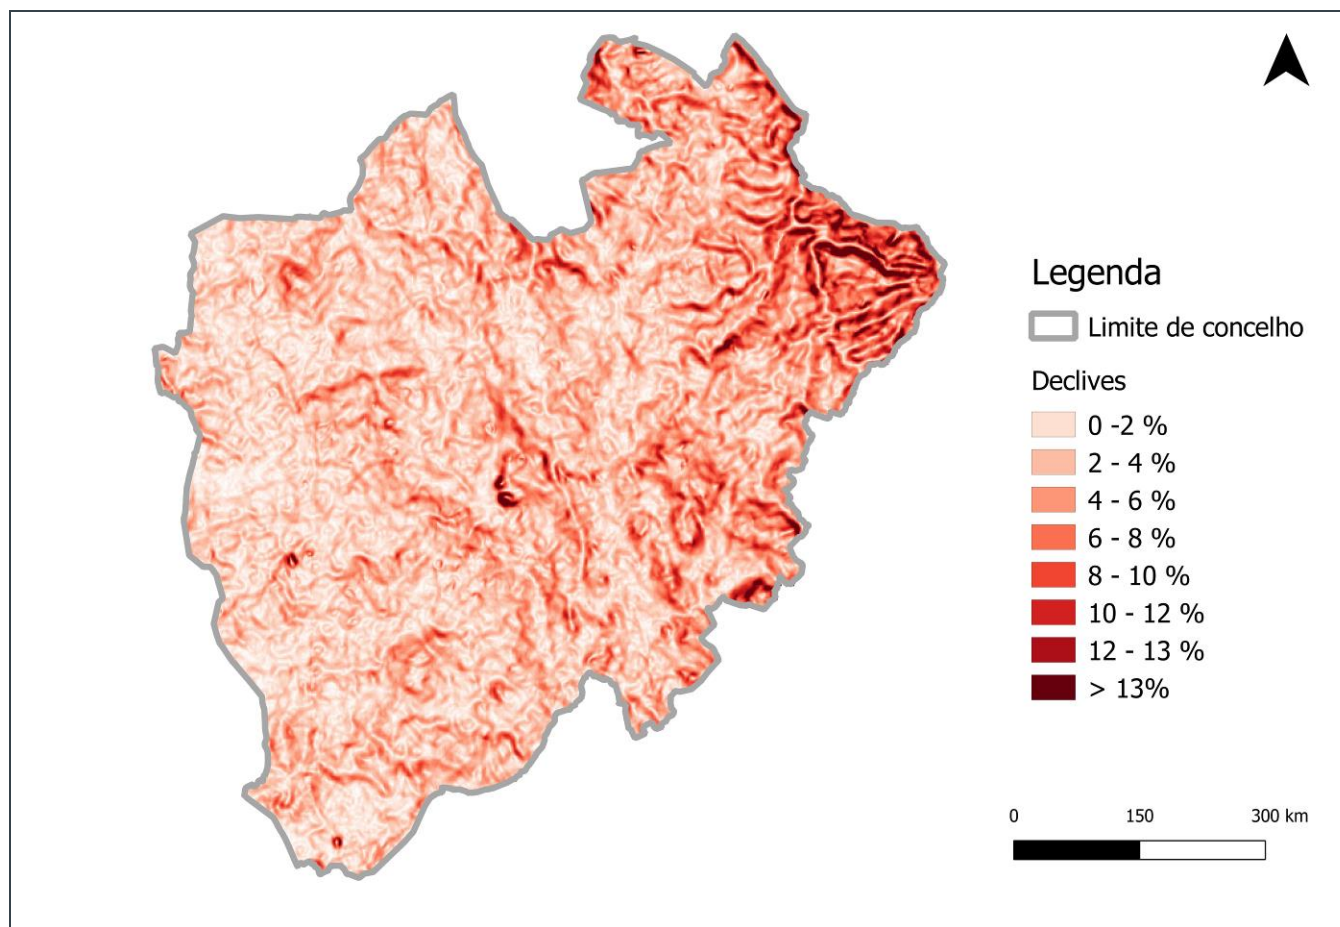 Legenda
Limite de concelho
Declives
0 -2 %
2 - 4 %
4 - 6 %
6 - 8 %
8 - 10 %
10 - 12 %
12 - 13 %
> 13%
0 150 300 km